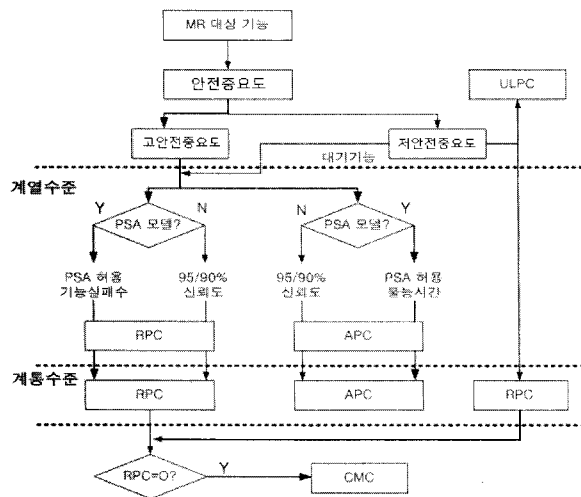 MR 대상 기능
안전중요도
ULPC
고안전중요도
저안전중요도
대기기능
계열수준
Y
N
N
Y
PSA 모델?
PSA 모델?
PSA 허용
기능실패수
95/90%
신뢰도
95/90%
신뢰도
PSA 허용
불능시간
RPC
APC
계통수준
RPC
APC
RPC
RPC=0?
Y
CMC